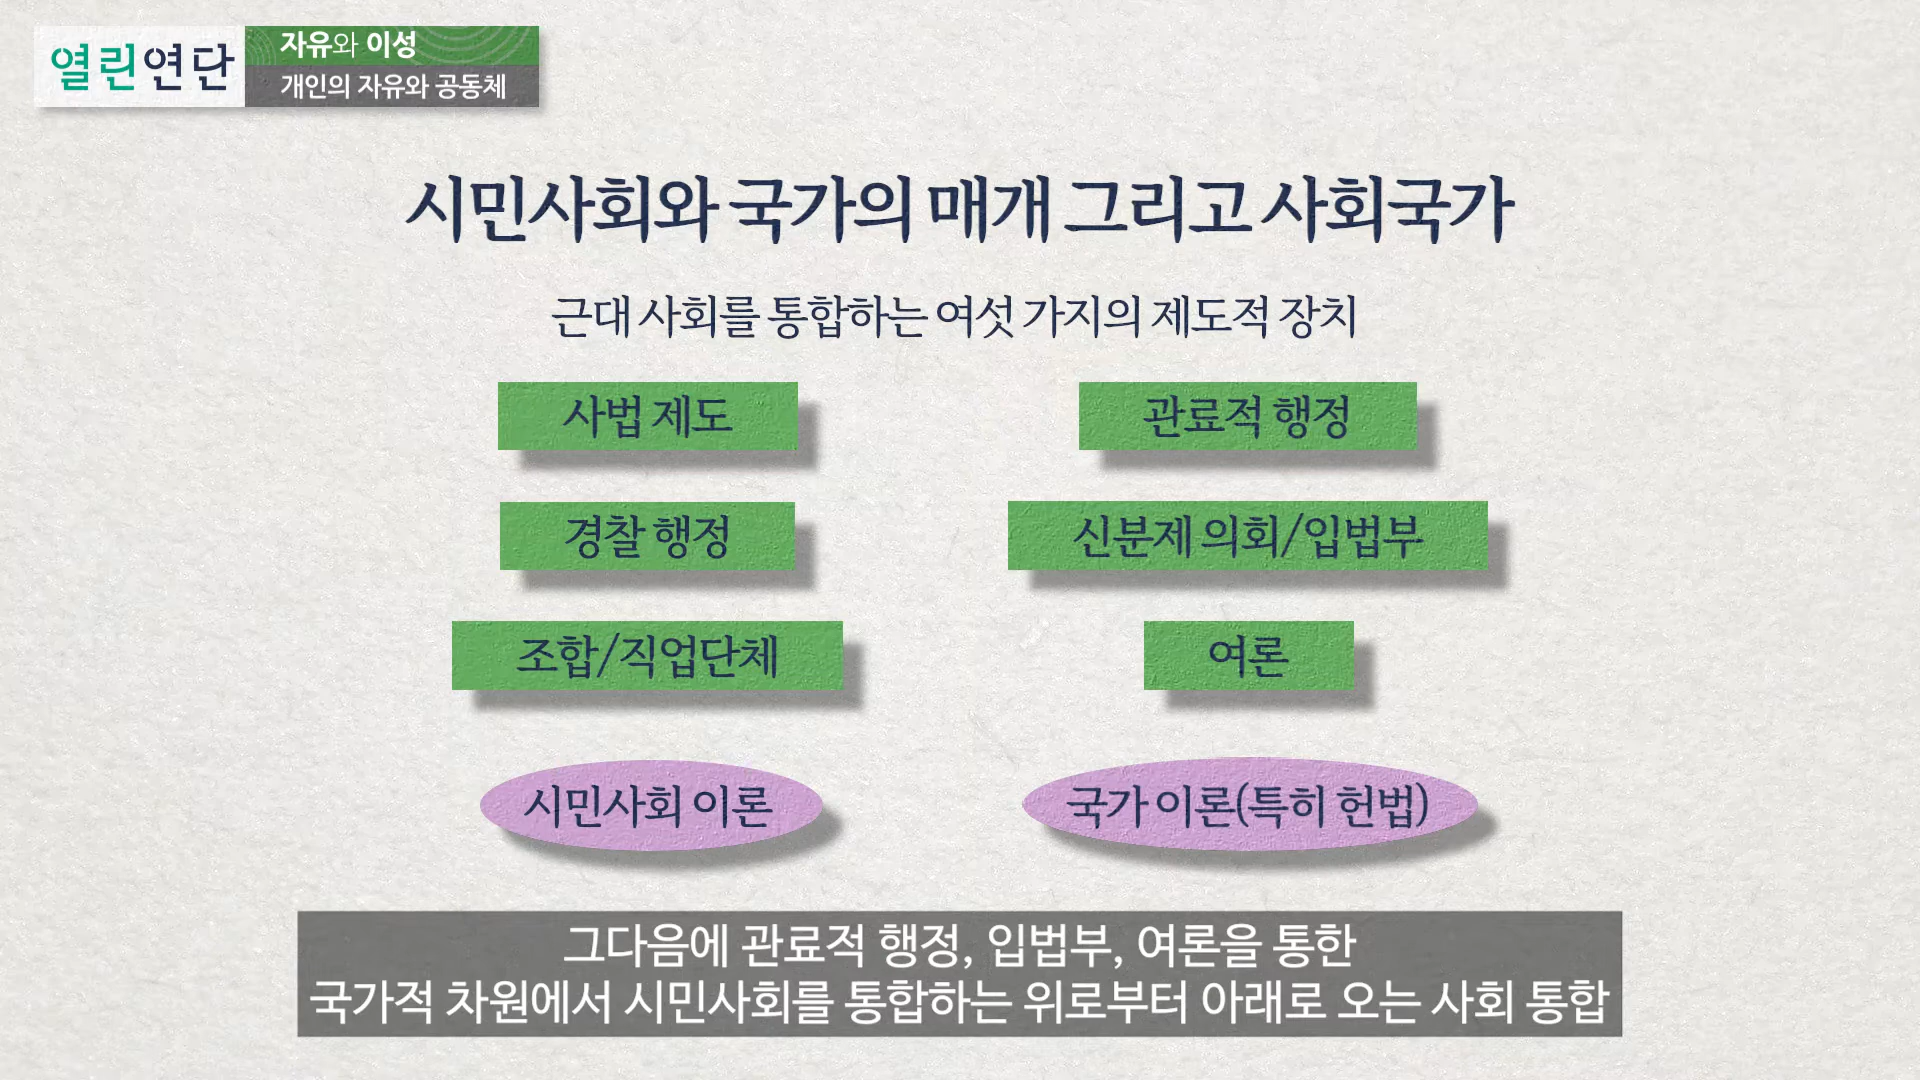 열린연단
자유와 이성
개인의 자유와 공동체
시민사회와 국가의 매개 그리고 사회국가
근대 사회를 통합하는 여섯 가지의 제도적 장치
사법 제도
관료적 행정
경찰 행정
신분제 의회/입법부
조합/직업단체
여론
시민사회 이론
국가 이론(특히 헌법)
그다음에 관료적 행정, 입법부, 여론을 통한
국가적 차원에서 시민사회를 통합하는 위로부터 아래로 오는 사회 통합